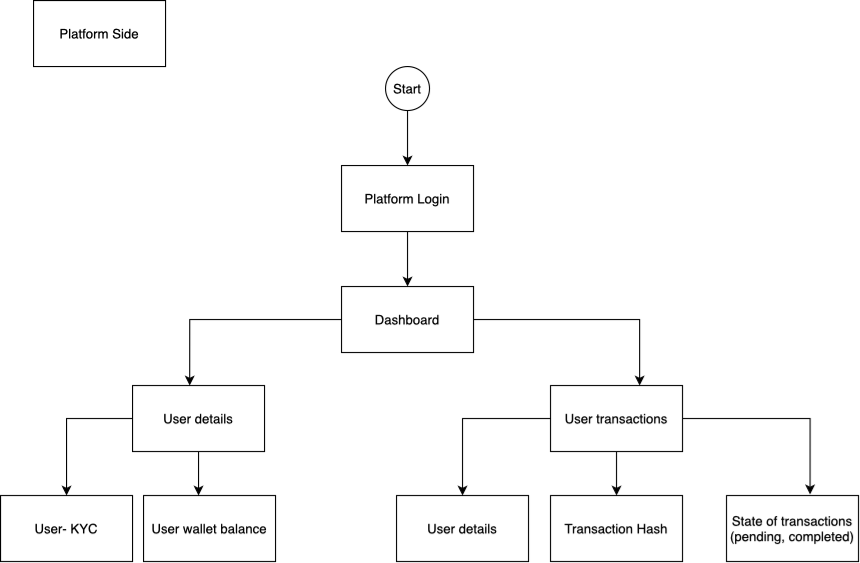 Platform Side
Start
Platform Login
Dashboard
User details
User transactions
User- KYC
User wallet balance
User details
Transaction Hash
State of transactions
(pending, completed)